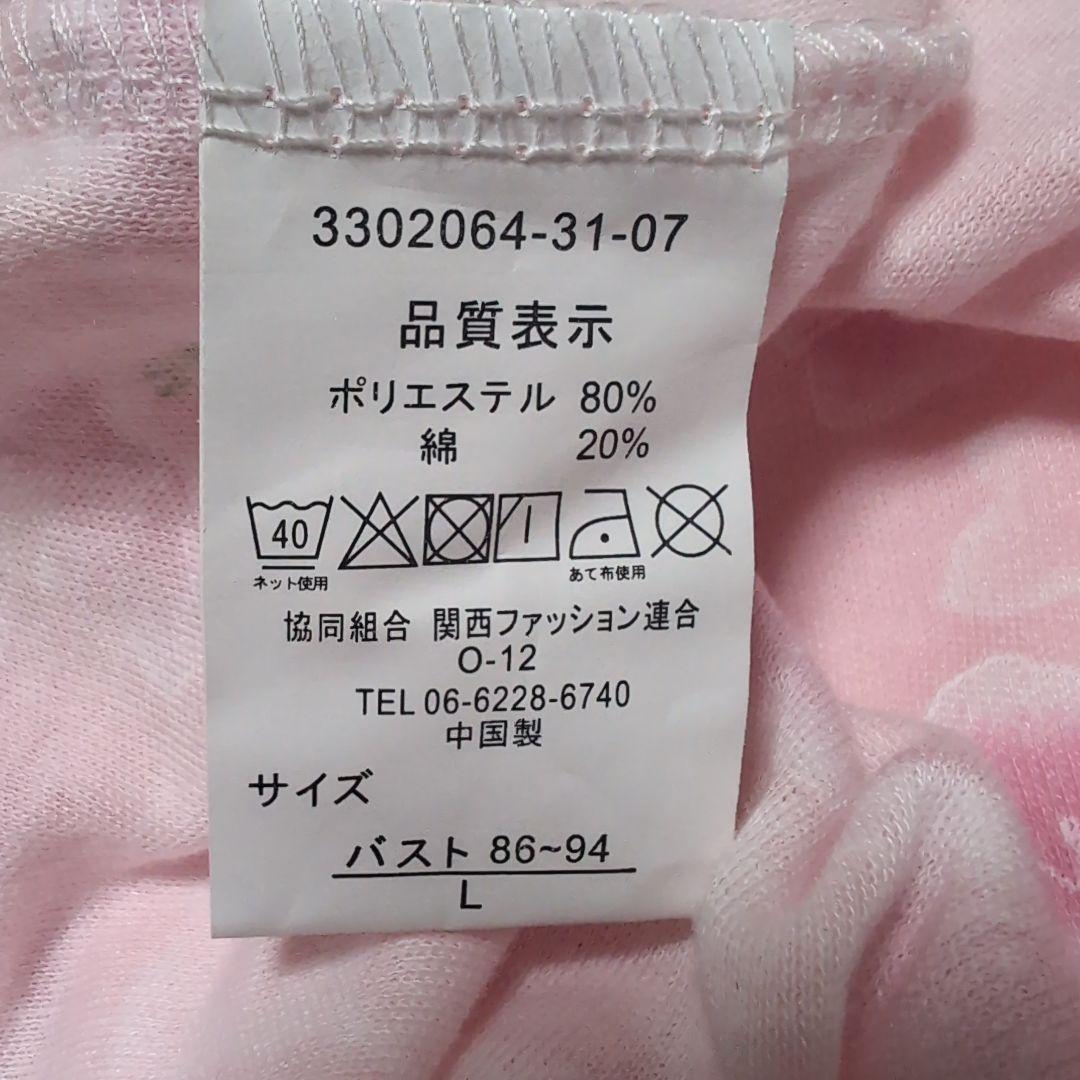 3302064-31-07
品質表示
ポリエステル 80%
綿 20%
40
ネット使用 あて布使用
協同組合 関西ファッション連合
O-12
TEL 06-6228-6740
中国製
サイズ
バスト 86~94
L